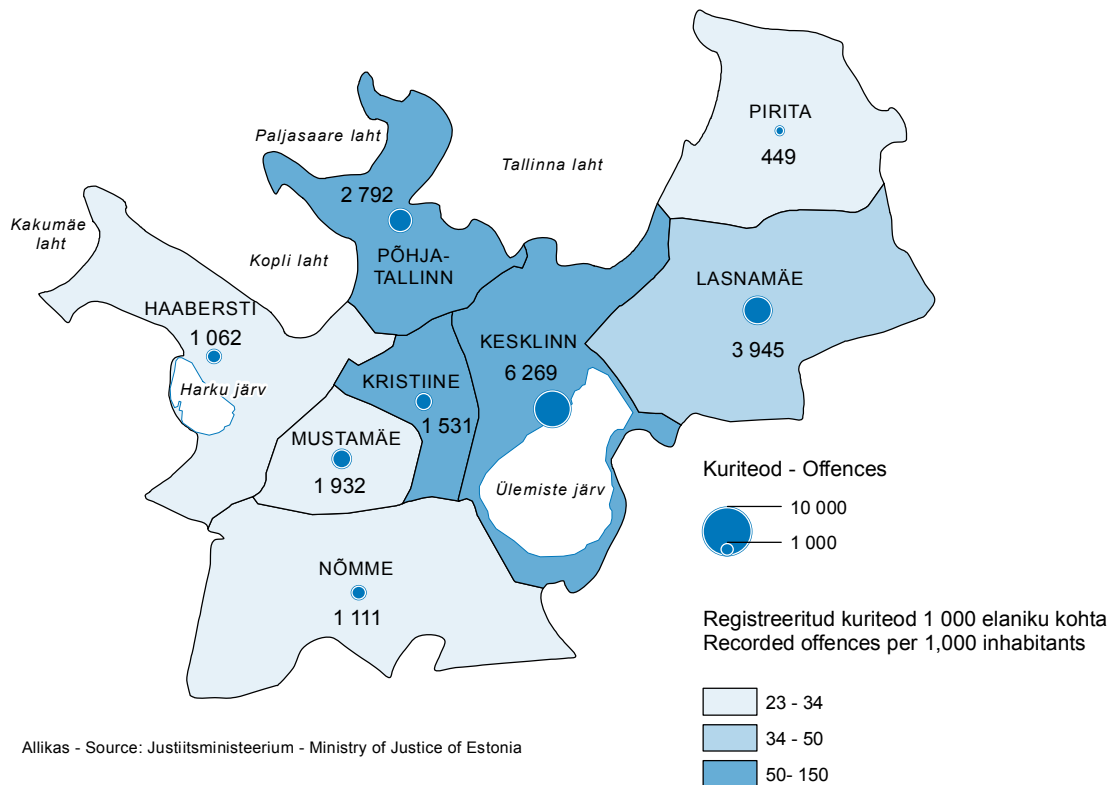 PIRITA
449
Paljasaare laht
Tallinna laht
2 792
Kakumäe
laht
Kopli laht
PÕHJA-
TALLINN
LASNAMÄE
3 945
HAABERSTI
1 062
KESKLINN
6 269
Harku järv
KRISTIINE
1 531
MUSTAMÄE
1 932
Ülemiste järv
NÕMME
1 111
Kuriteod - Offences
10 000
1 000
Registreeritud kuriteod 1 000 elaniku kohta
Recorded offences per 1,000 inhabitants
23 - 34
34 - 50
50- 150
Allikas - Source: Justiitsministeerium - Ministry of Justice of Estonia